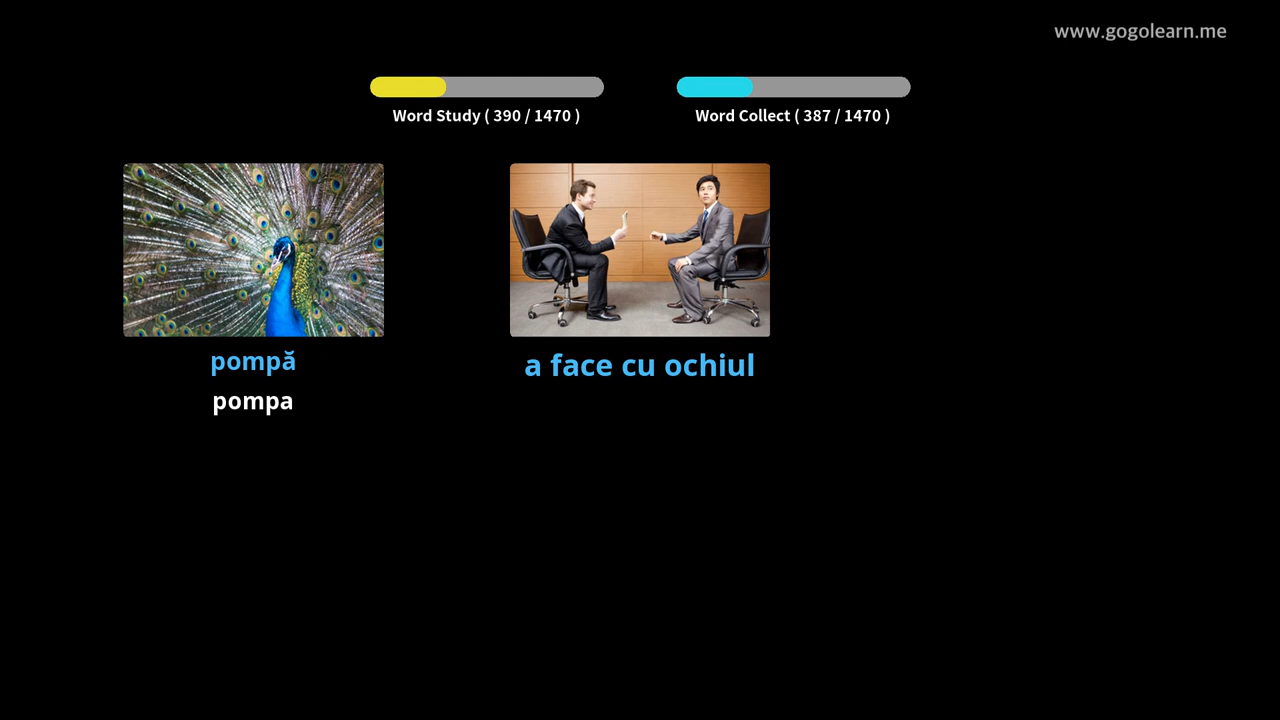 www.gogolearn.me
Word Study ( 390 / 1470 )
Word Collect ( 387 / 1470 )
pompă
pompa
a face cu ochiul